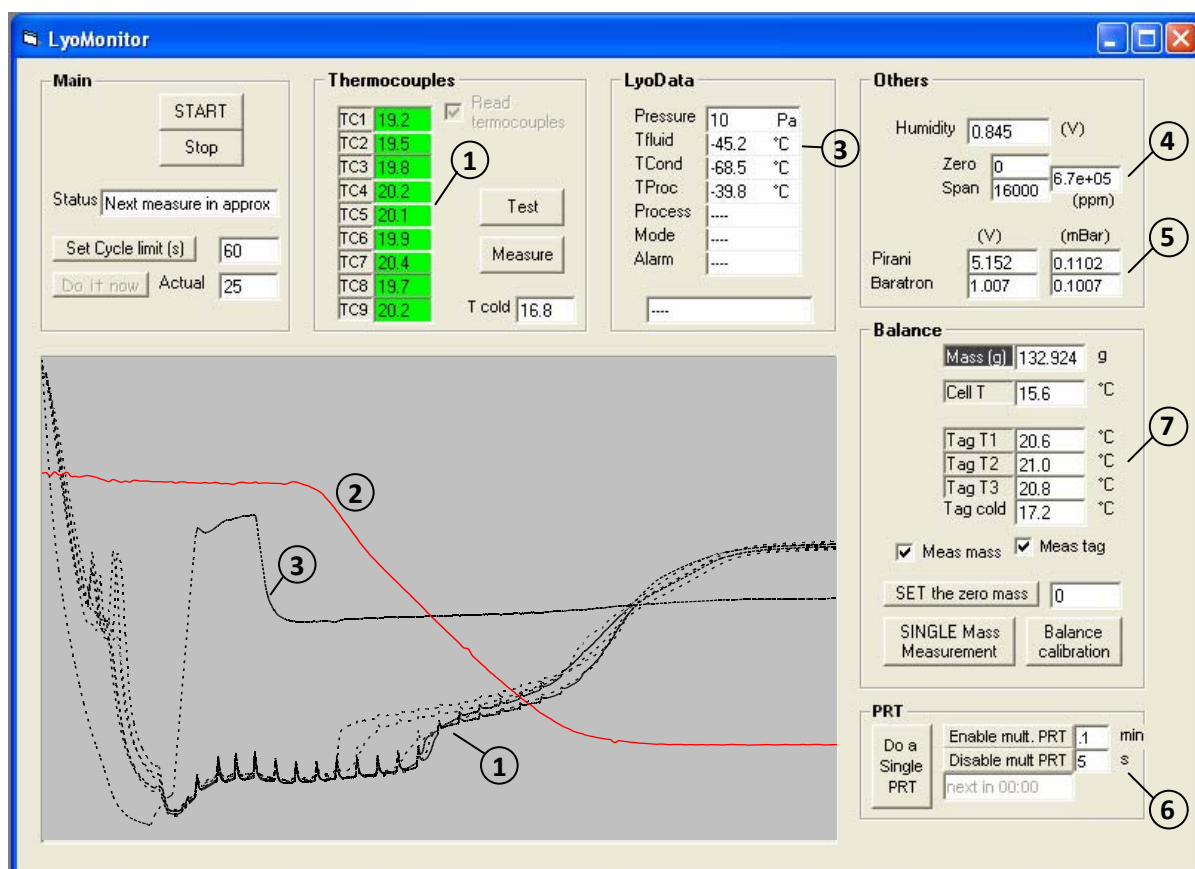 LyoMonitor
Main
START
Stop
Status Next measure in approx
Set Cycle limit (s) 60
Do it now Actual 25
Thermocouples
TC1 19.2 Read
termocouples
TC2 19.5
TC3 19.8
TC4 20.2
TC5 20.1
TC6 19.9
TC7 20.4
TC8 19.7
TC9 20.2
1
Test
Measure
T cold 16.8
LyoData
Pressure 10 Pa
Tfluid -45.2 °C
TCond -68.5 °C
TProc -39.8 °C
Process ----
Mode ----
Alarm ----
----
3
Others
Humidity 0.845 (V)
Zero 0
Span 16000 6.7e+05
(ppm)
4
(V) (mBar)
Pirani 5.152 0.1102
Baratron 1.007 0.1007
5
2
3
1
Balance
Mass (g) 132.924 g
Cell T 15.6 °C
Tag T1 20.6 °C
Tag T2 21.0 °C
Tag T3 20.8 °C
Tag cold 17.2 °C
7
Meas mass Meas tag
SET the zero mass 0
SINGLE Mass
Measurement
Balance
calibration
PRT
Do a
Single
PRT
Enable mult. PRT .1 min
Disable mult PRT 5 s
next in 00:00
6